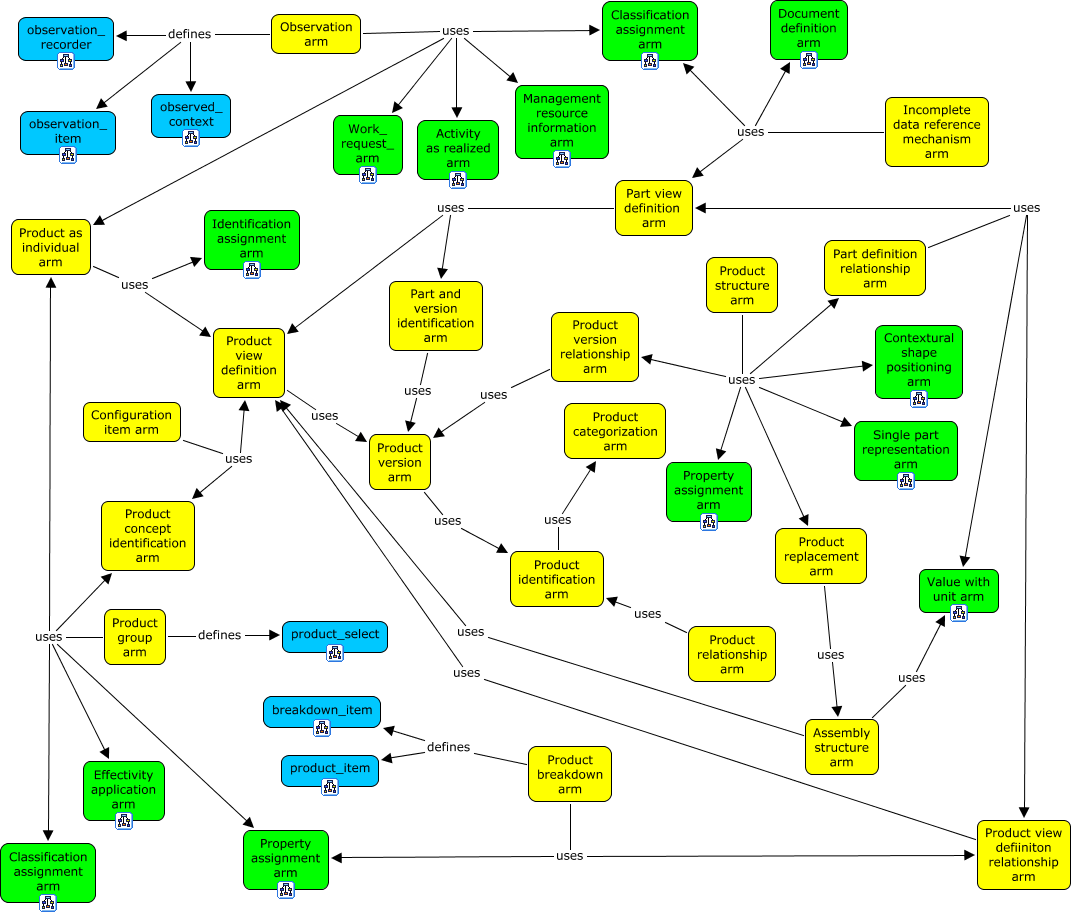 observation_
recorder
defines
Observation
arm
uses
Classification
assignment
arm
Document
definition
arm
observation_
item
observed_
context
Work_
request_
arm
Activity
as realized
arm
Management
resource
information
arm
uses
Incomplete
data reference
mechanism
arm
Product as
individual
arm
Identification
assignment
arm
uses
uses
Part view
definition
arm
uses
Part and
version
identification
arm
Product
structure
arm
Part definition
relationship
arm
Product
view
definition
arm
Product
version
relationship
arm
uses
Contextural
shape
positioning
arm
Configuration
item arm
uses
uses
uses
uses
Product
version
arm
Product
categorization
arm
Property
assignment
arm
Single part
representation
arm
Product
concept
identification
arm
uses
uses
Product
identification
arm
Product
replacement
arm
Value with
unit arm
uses
Product
group
arm
defines
product_select
uses
uses
uses
Product
relationship
arm
uses
uses
breakdown_item
product_item
defines
Product
breakdown
arm
Assembly
structure
arm
Effectivity
application
arm
Classification
assignment
arm
Property
assignment
arm
uses
Product view
defiiniton
relationship
arm